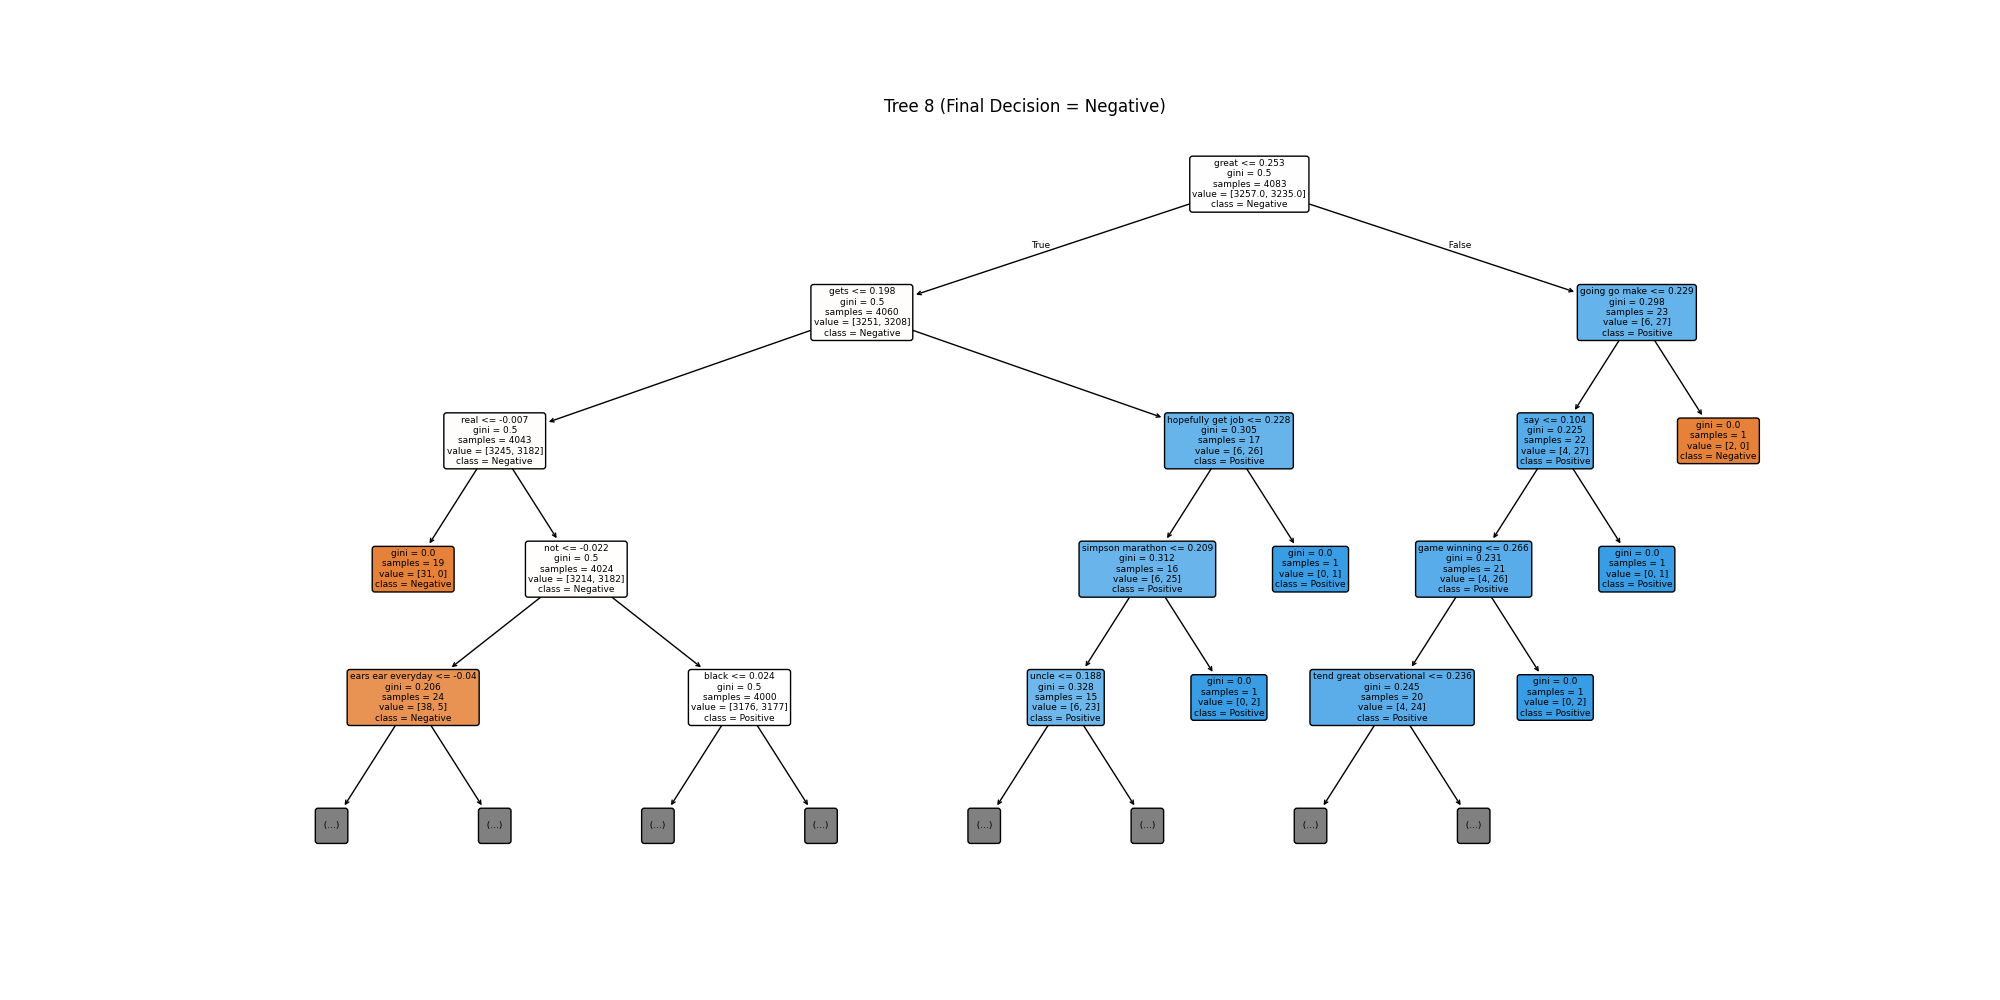 Tree 8 (Final Decision = Negative)
great <= 0.253
gini = 0.5
samples = 4083
value = [3257.0, 3235.0]
class = Negative
True
False
gets <= 0.198
gini = 0.5
samples = 4060
value = [3251, 3208]
class = Negative
going go make <= 0.229
gini = 0.298
samples = 23
value = [6, 27]
class = Positive
real <= -0.007
gini = 0.5
samples = 4043
value = [3245, 3182]
class = Negative
hopefully get job <= 0.228
gini = 0.305
samples = 17
value = [6, 26]
class = Positive
say <= 0.104
gini = 0.225
samples = 22
value = [4, 27]
class = Positive
gini = 0.0
samples = 1
value = [2, 0]
class = Negative
gini = 0.0
samples = 19
value = [31, 0]
class = Negative
not <= -0.022
gini = 0.5
samples = 4024
value = [3214, 3182]
class = Negative
simpson marathon <= 0.209
gini = 0.312
samples = 16
value = [6, 25]
class = Positive
gini = 0.0
samples = 1
value = [0, 1]
class = Positive
game winning <= 0.266
gini = 0.231
samples = 21
value = [4, 26]
class = Positive
gini = 0.0
samples = 1
value = [0, 1]
class = Positive
ears ear everyday <= -0.04
gini = 0.206
samples = 24
value = [38, 5]
class = Negative
black <= 0.024
gini = 0.5
samples = 4000
value = [3176, 3177]
class = Positive
uncle <= 0.188
gini = 0.328
samples = 15
value = [6, 23]
class = Positive
gini = 0.0
samples = 1
value = [0, 2]
class = Positive
tend great observational <= 0.236
gini = 0.245
samples = 20
value = [4, 24]
class = Positive
gini = 0.0
samples = 1
value = [0, 2]
class = Positive
(...)
(...)
(...)
(...)
(...)
(...)
(...)
(...)